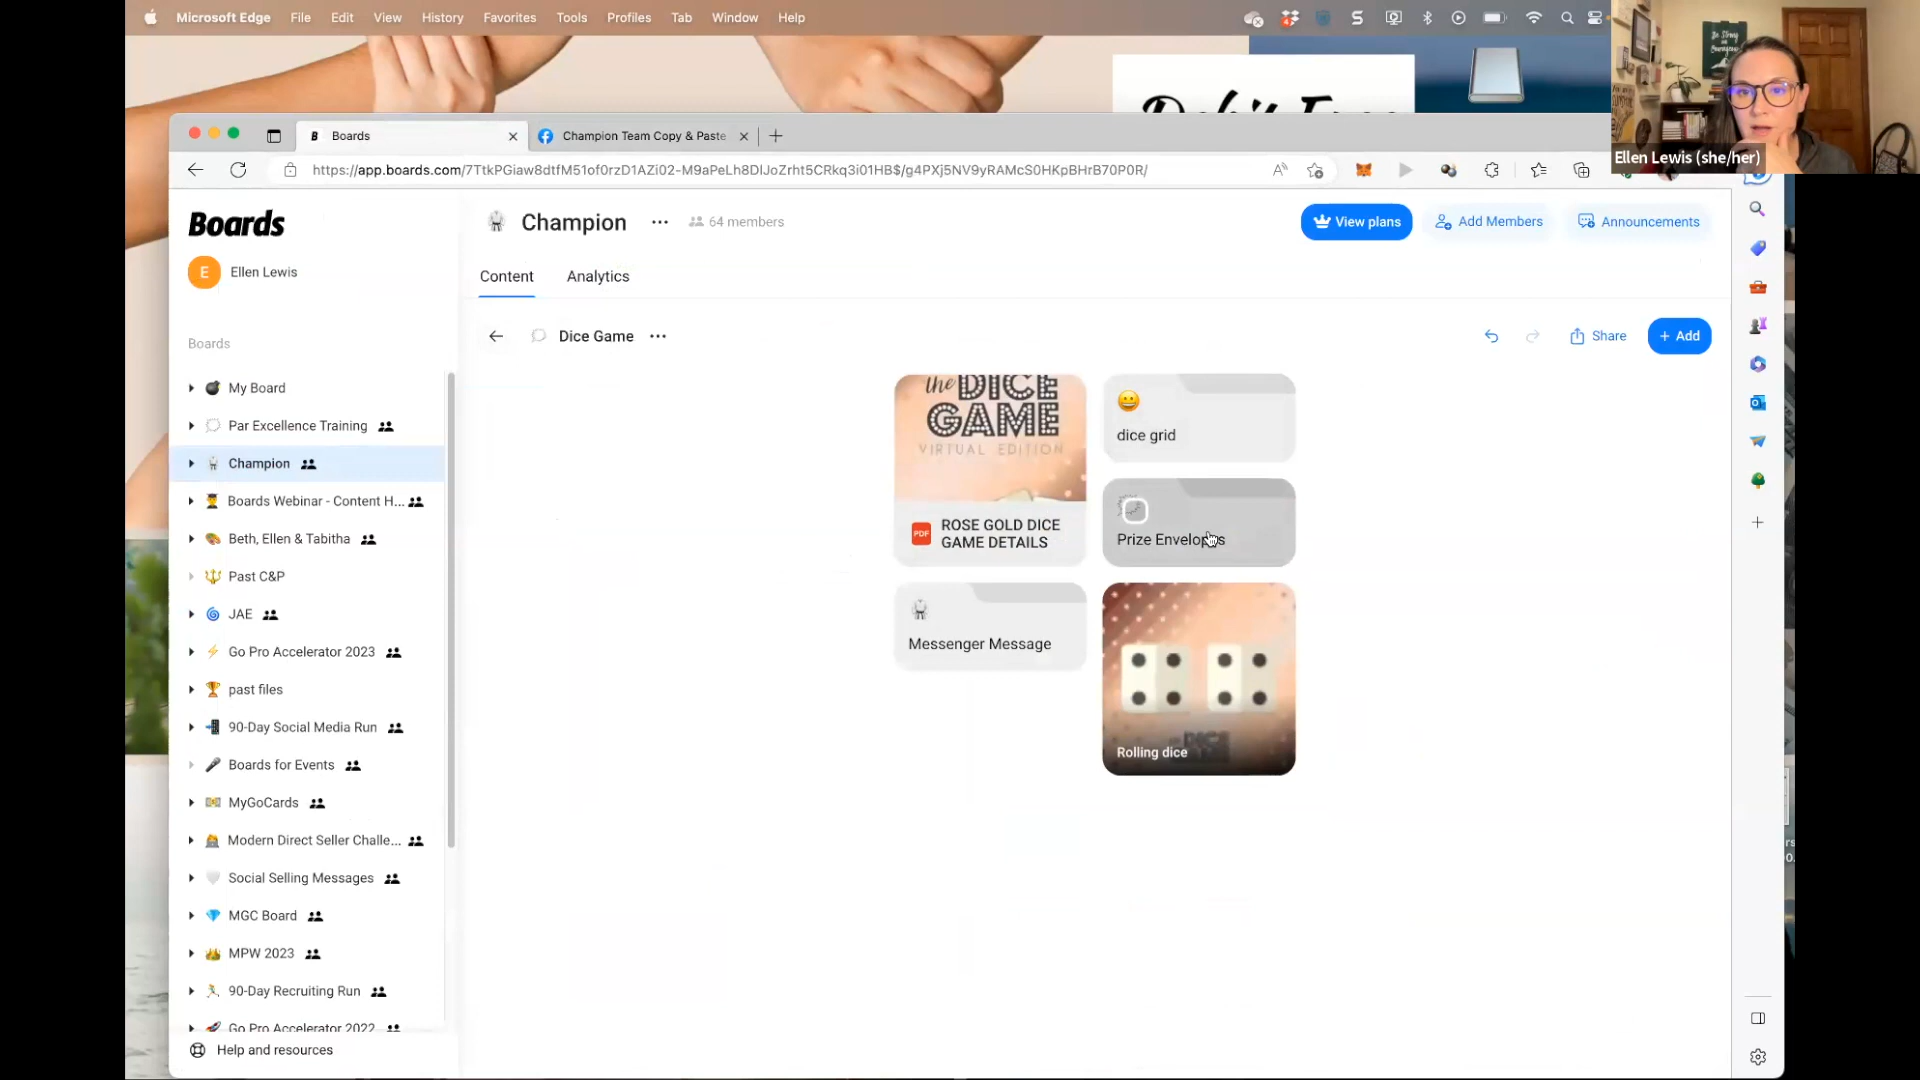 Microsoft Edge File Edit View History Favorites Tools Profiles Tab Window Help
Ellen Lewis (she/her)
Boards
Champion Team Copy & Paste
https://app.boards.com/7TtkPGiaw8dtfM51of0rzD1AZi02-M9aPeLh8DIJoZrht5CRkq3i01HB$/g4PXj5NV9yRAMcS0HKpBHrB70P0R/
Boards
E Ellen Lewis
Boards
My Board
Par Excellence Training
Champion
Boards Webinar - Content H...
Beth, Ellen & Tabitha
Past C&P
JAE
Go Pro Accelerator 2023
past files
90-Day Social Media Run
Boards for Events
MyGoCards
Modern Direct Seller Challe...
Social Selling Messages
MGC Board
MPW 2023
90-Day Recruiting Run
Go Pro Accelerator 2022
Help and resources
Champion 64 members
View plans Add Members Announcements
Content Analytics
Dice Game
Share + Add
the DICE
GAME
VIRTUAL EDITION
PDF
ROSE GOLD DICE
GAME DETAILS
dice grid
Prize Envelopes
Messenger Message
Rolling dice